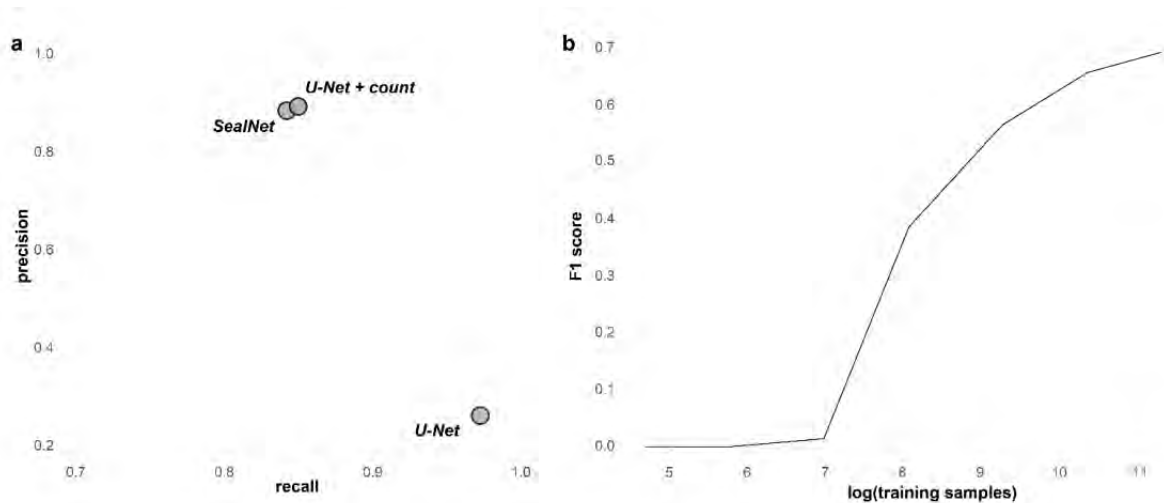 a
1.0
0.8
0.6
0.4
0.2
precision
U-Net + count
SealNet
U-Net
0.7 0.8 0.9 1.0
recall
b
0.7
0.6
0.5
0.4
0.3
0.2
0.1
0.0
F1 score
5 6 7 8 9 10 11
log(training samples)